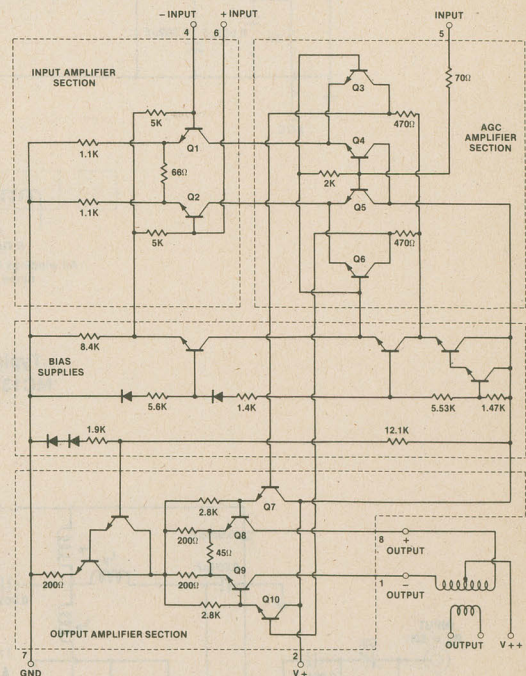 − INPUT
+ INPUT
INPUT
4
6
5
INPUT AMPLIFIER
SECTION
AGC
AMPLIFIER
SECTION
70Ω
Q3
5K
470Ω
1.1K
Q1
Q4
66Ω
2K
1.1K
Q2
Q5
5K
470Ω
Q6
8.4K
BIAS
SUPPLIES
5.6K
1.4K
5.53K
1.47K
1.9K
12.1K
2.8K
Q7
200Ω
Q8
45Ω
8
+
OUTPUT
200Ω
200Ω
Q9
1
−
OUTPUT
2.8K
Q10
OUTPUT AMPLIFIER SECTION
OUTPUT
V++
7
GND
2
V+